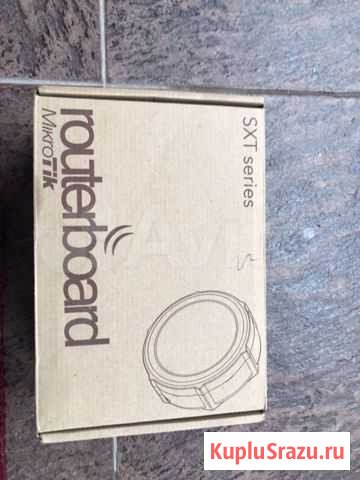 SXT series
routerboard
MikroTik
KupluSrazu.ru